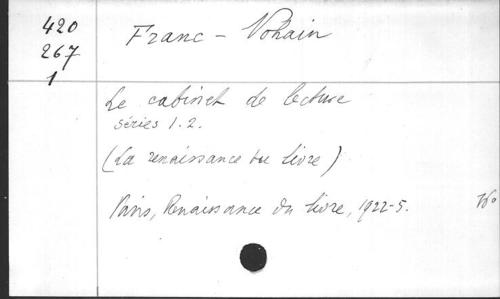 420
267
1
Franc-Nohain
Le cabinet de lecture
séries 1.2.
(La renaissance du livre)
Paris, Renaissance du livre, 1922-5.